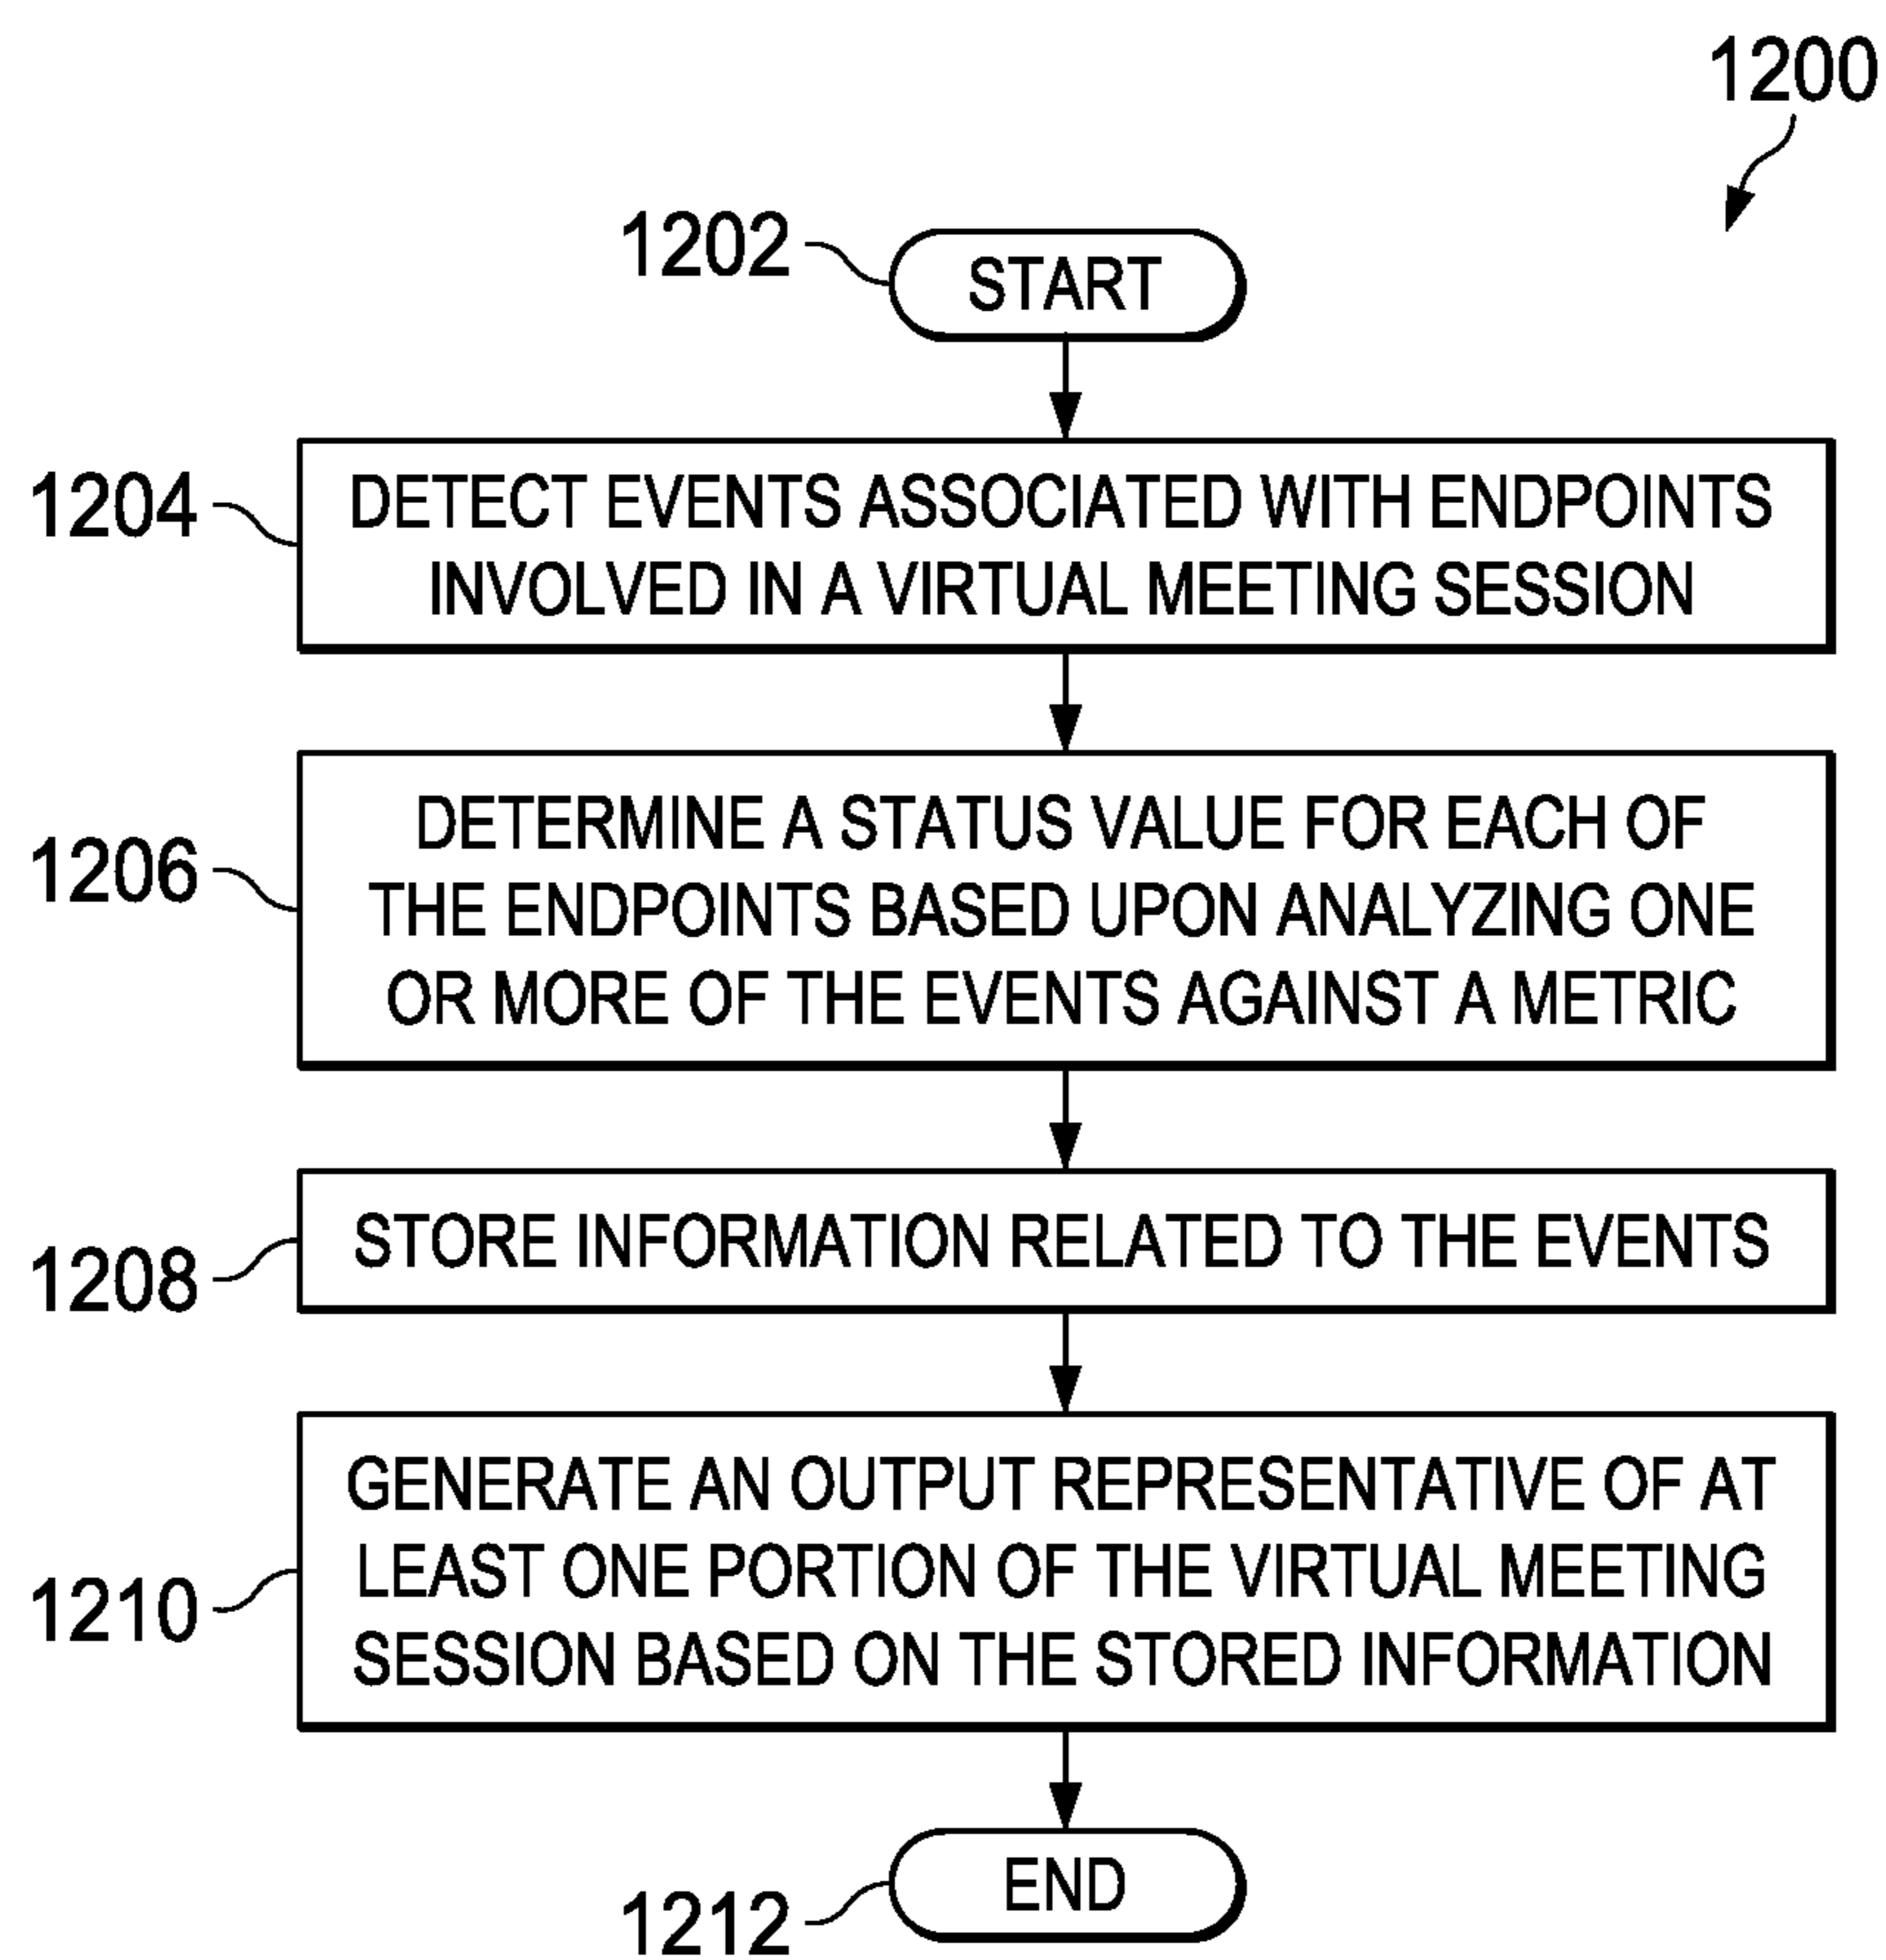 1200
1202
START
1204
DETECT EVENTS ASSOCIATED WITH ENDPOINTS
INVOLVED IN A VIRTUAL MEETING SESSION
1206
DETERMINE A STATUS VALUE FOR EACH OF
THE ENDPOINTS BASED UPON ANALYZING ONE
OR MORE OF THE EVENTS AGAINST A METRIC
1208
STORE INFORMATION RELATED TO THE EVENTS
1210
GENERATE AN OUTPUT REPRESENTATIVE OF AT
LEAST ONE PORTION OF THE VIRTUAL MEETING
SESSION BASED ON THE STORED INFORMATION
1212
END